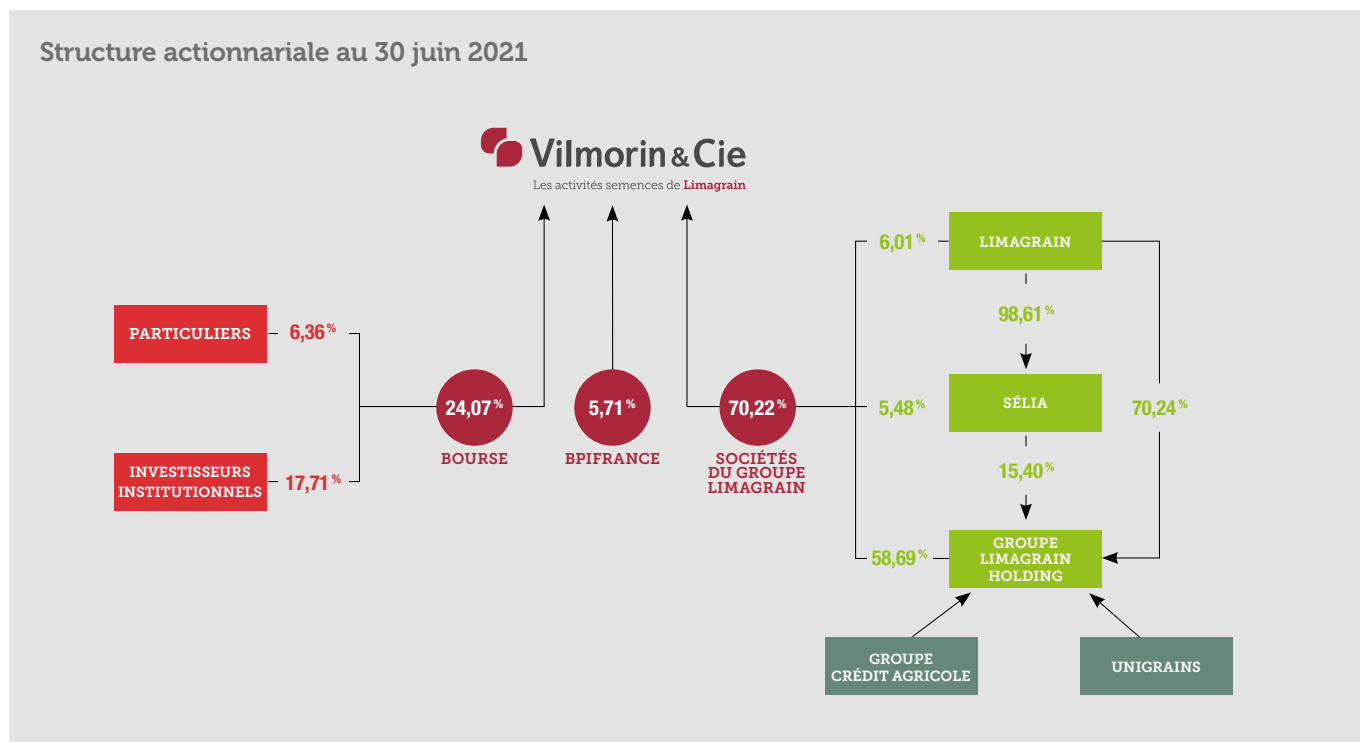 Structure actionnariale au 30 juin 2021
Vilmorin & Cie
Les activités semences de Limagrain
6,01 %
LIMAGRAIN
98,61 %
PARTICULIERS
6,36 %
24,07 %
BOURSE
5,71 %
BPIFRANCE
70,22 %
SOCIÉTÉS
DU GROUPE
LIMAGRAIN
5,48 %
SÉLIA
70,24 %
INVESTISSEURS
INSTITUTIONNELS
17,71 %
15,40 %
58,69 %
GROUPE
LIMAGRAIN
HOLDING
GROUPE
CRÉDIT AGRICOLE
UNIGRAINS